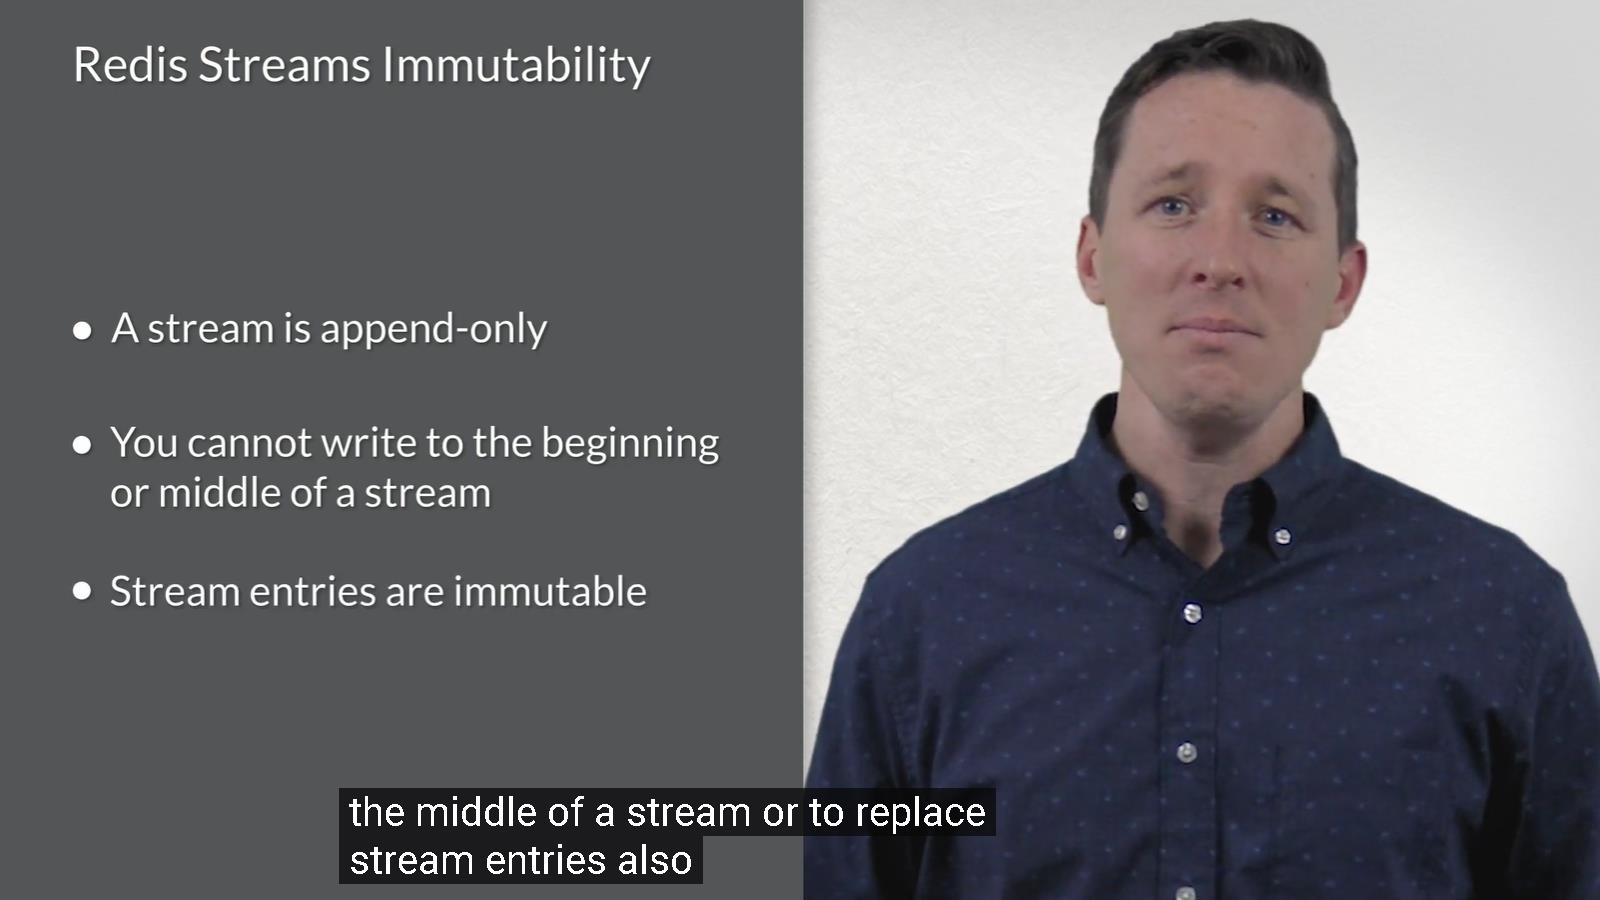 Redis Streams Immutability
A stream is append-only
You cannot write to the beginning
or middle of a stream
Stream entries are immutable
the middle of a stream or to replace
stream entries also